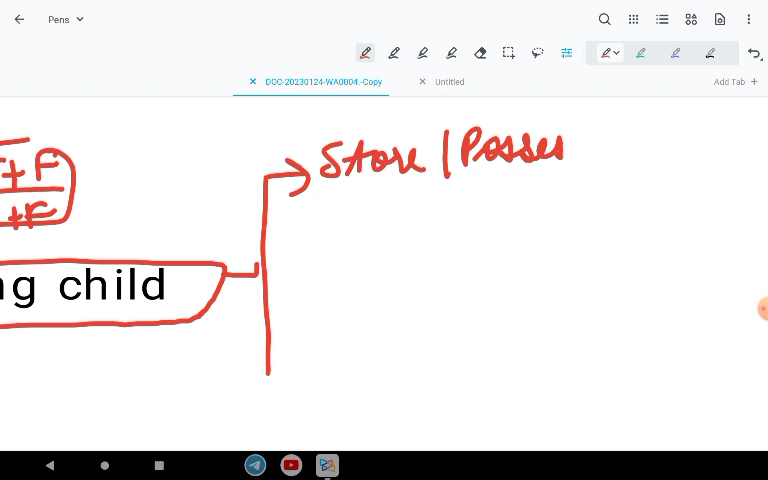 Pens
DOC-20230124-WA0004.-Copy
Untitled
Add Tab
Store | Posses
+ F
+F
ng child